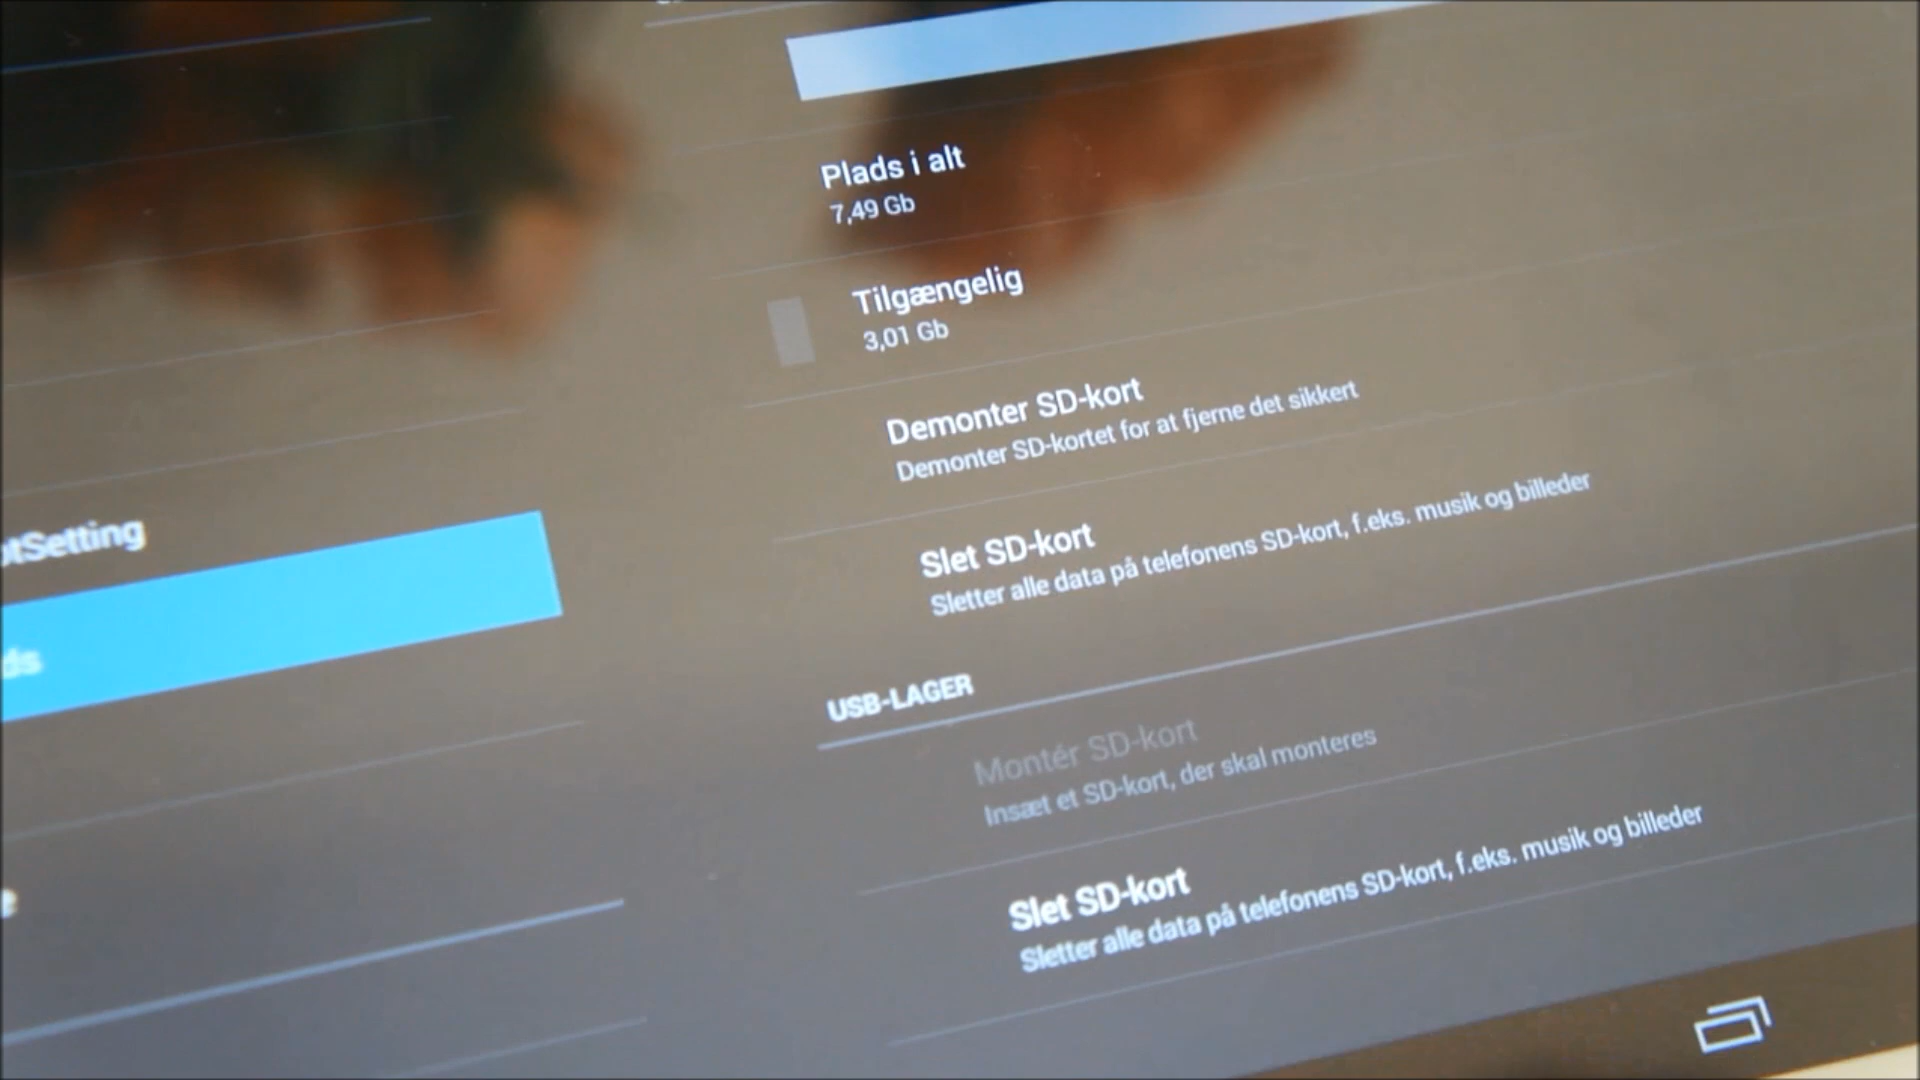 Plads i alt
7,49 Gb
Tilgængelig
3,01 Gb
Demonter SD-kort
Demonter SD-kortet for at fjerne det sikkert
Slet SD-kort
Sletter alle data på telefonens SD-kort, f.eks. musik og billeder
USB-LAGER
Montér SD-kort
Insæt et SD-kort, der skal monteres
Slet SD-kort
Sletter alle data på telefonens SD-kort, f.eks. musik og billeder
otSetting
ds
e